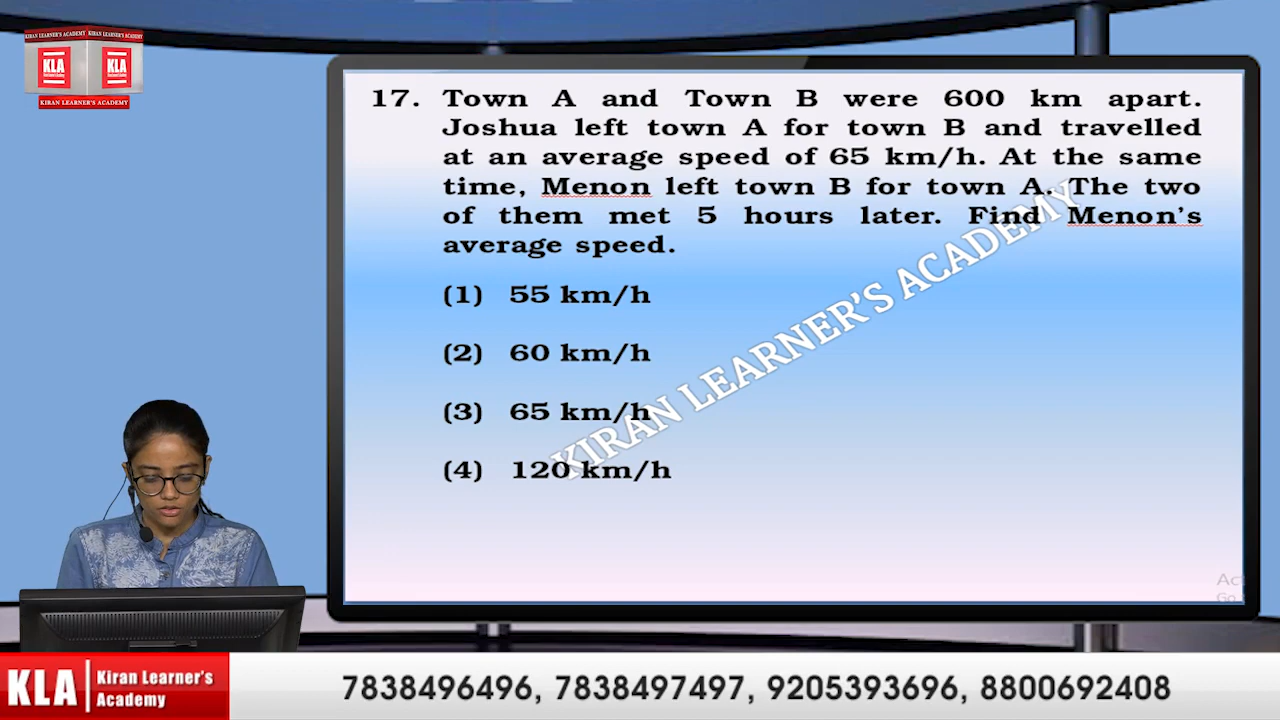 KIRAN LEARNER'S ACADEMY KIRAN LEARNER'S ACADEMY
KLA KLA
KIRAN LEARNER'S ACADEMY
17. Town A and Town B were 600 km apart.
Joshua left town A for town B and travelled
at an average speed of 65 km/h. At the same
time, Menon left town B for town A. The two
of them met 5 hours later. Find Menon's
average speed.
(1) 55 km/h
(2) 60 km/h
(3) 65 km/h
(4) 120 km/h
KIRAN LEARNER'S ACADEMY
KLA Kiran Learner's
Academy
7838496496, 7838497497, 9205393696, 8800692408